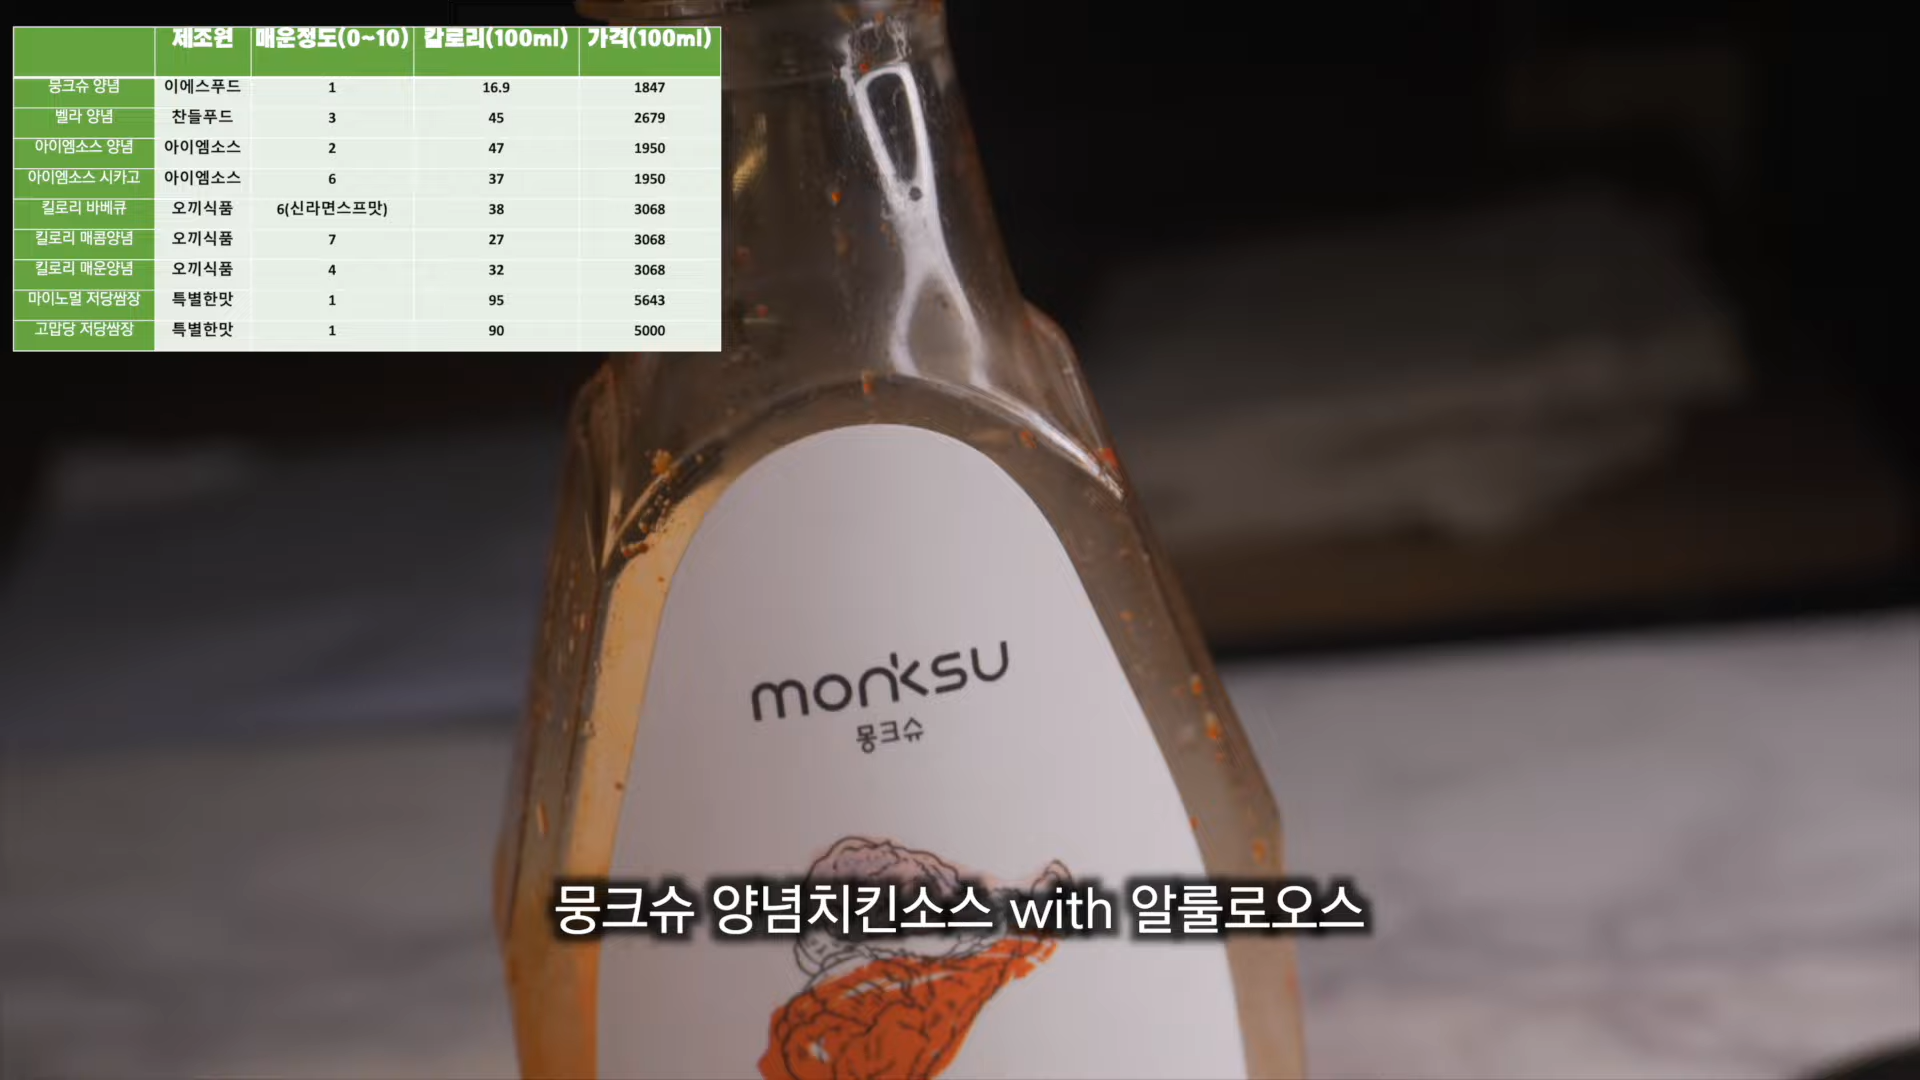 제조원 매운정도(0~10) 칼로리(100ml) 가격(100ml)
뭉크슈 양념 이에스푸드 1 16.9 1847
벨라 양념 찬들푸드 3 45 2679
아이엠소스 양념 아이엠소스 2 47 1950
아이엠소스 시카고 아이엠소스 6 37 1950
킬로리 바베큐 오끼식품 6(신라면스프맛) 38 3068
킬로리 매콤양념 오끼식품 7 27 3068
킬로리 매운양념 오끼식품 4 32 3068
마이노멀 저당쌈장 특별한맛 1 95 5643
고맙당 저당쌈장 특별한맛 1 90 5000
monksu
몽크슈
뭉크슈 양념치킨소스 with 알룰로오스